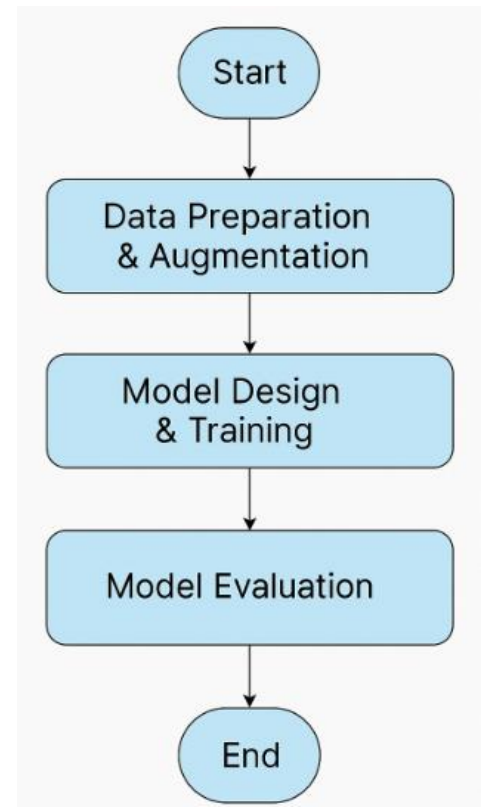 Start
Data Preparation
& Augmentation
Model Design
& Training
Model Evaluation
End